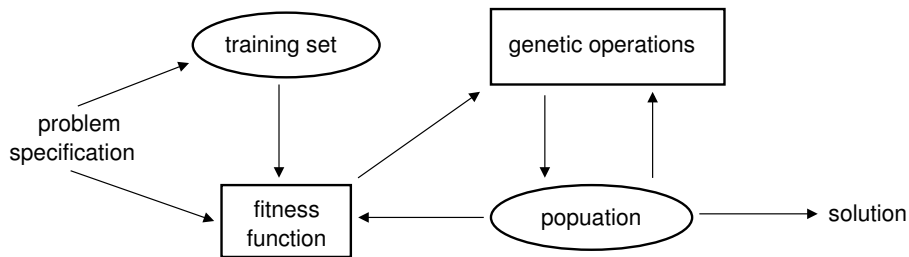 training set
genetic operations
problem
specification
fitness
function
popuation
solution